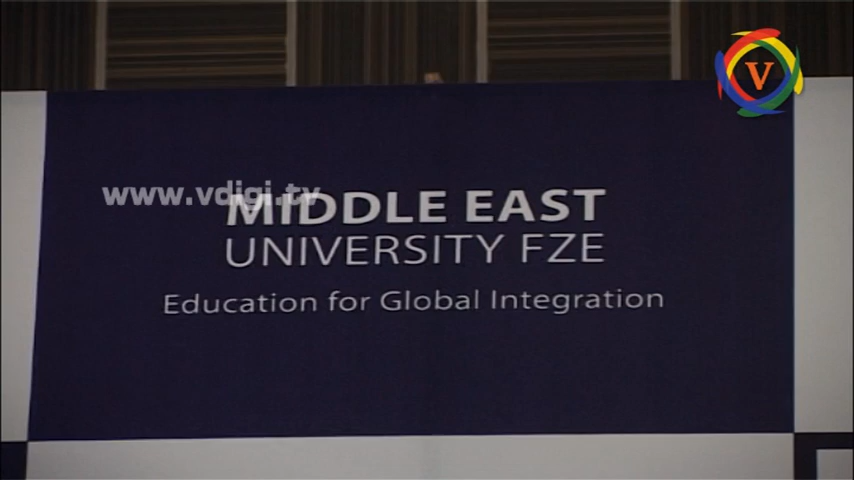 V
www.vdigi.tv
MIDDLE EAST
UNIVERSITY FZE
Education for Global Integration